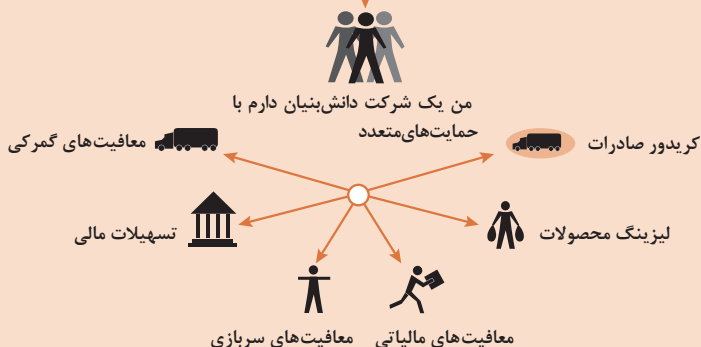 من یک شرکت دانش‌بنیان دارم با
حمایت‌های‌متعدد
کریدور صادرات
معافیت‌های گمرکی
لیزینگ محصولات
تسهیلات مالی
معافیت‌های مالیاتی
معافیت‌های سربازی